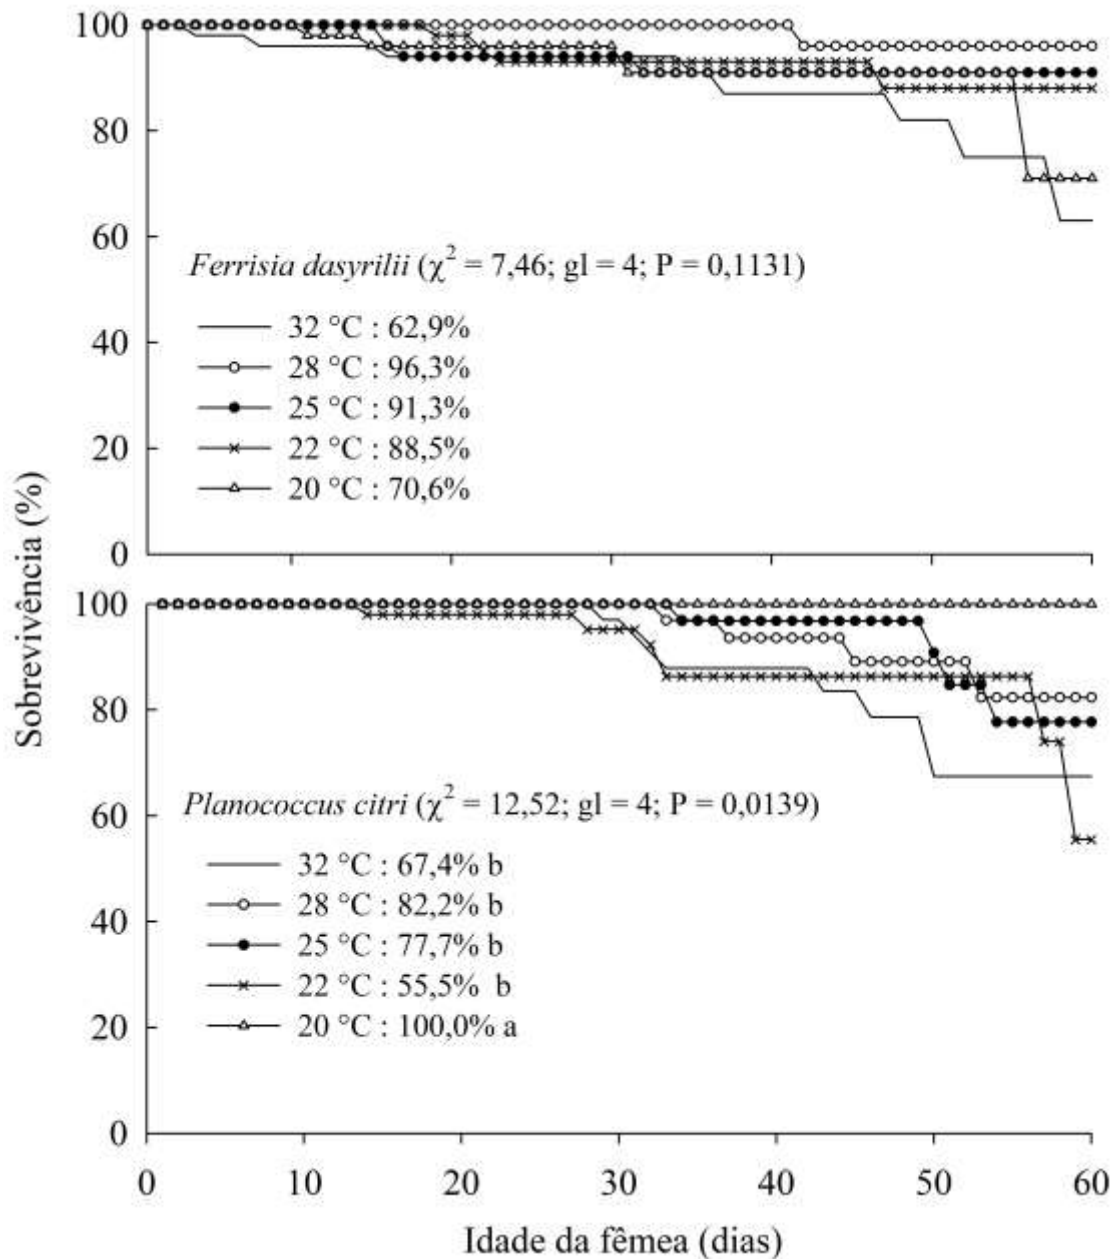 100
80
60
40
20
0
Ferrisia dasyrilii (χ² = 7,46; gl = 4; P = 0,1131)
32 °C : 62,9%
28 °C : 96,3%
25 °C : 91,3%
22 °C : 88,5%
20 °C : 70,6%
Sobrevivência (%)
100
80
60
40
20
0
Planococcus citri (χ² = 12,52; gl = 4; P = 0,0139)
32 °C : 67,4% b
28 °C : 82,2% b
25 °C : 77,7% b
22 °C : 55,5% b
20 °C : 100,0% a
0 10 20 30 40 50 60
Idade da fêmea (dias)